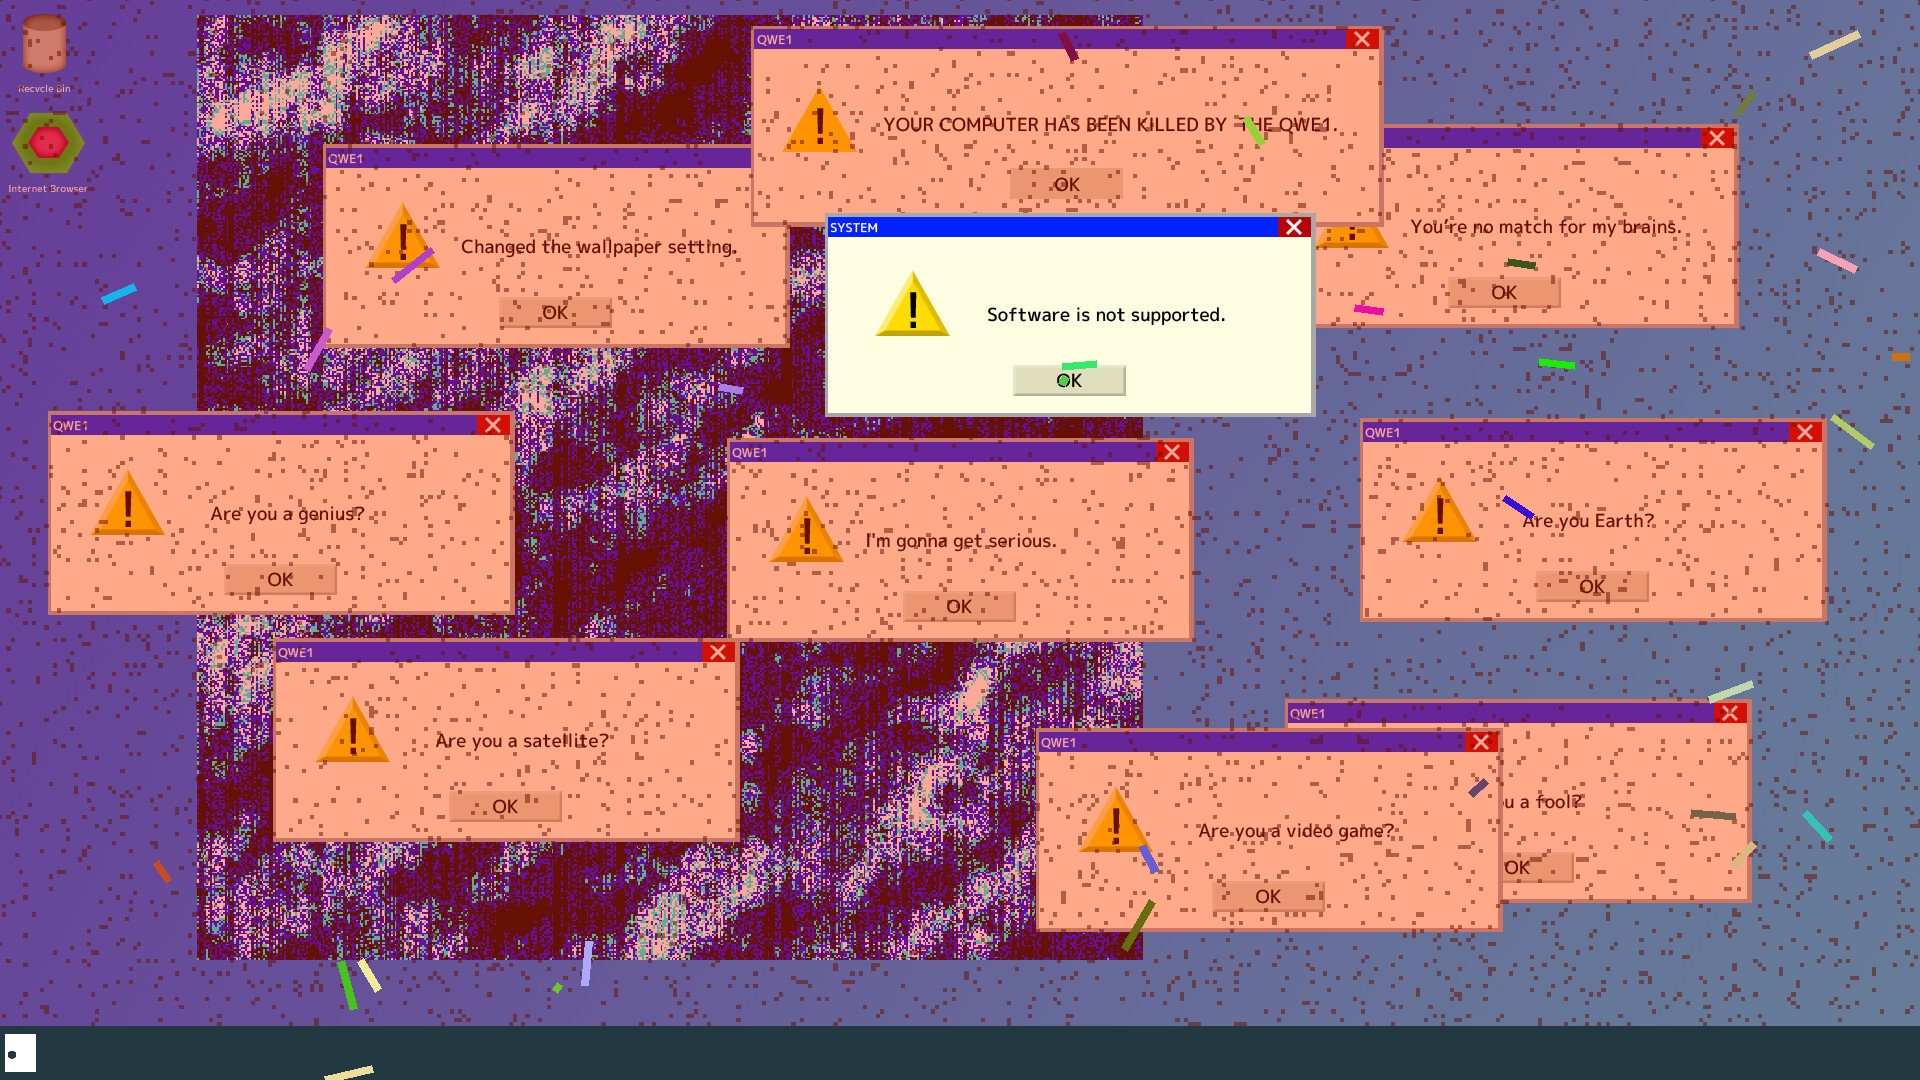 Recycle Bin
Internet Browser
QWE1
YOUR COMPUTER HAS BEEN KILLED BY THE QWE1.
OK
QWE1
Changed the wallpaper setting.
OK
You're no match for my brains.
OK
SYSTEM
Software is not supported.
OK
QWE1
Are you a genius?
OK
QWE1
I'm gonna get serious.
OK
QWE1
Are you Earth?
OK
QWE1
Are you a satellite?
OK
QWE1
a fool?
OK
QWE1
Are you a video game?
OK